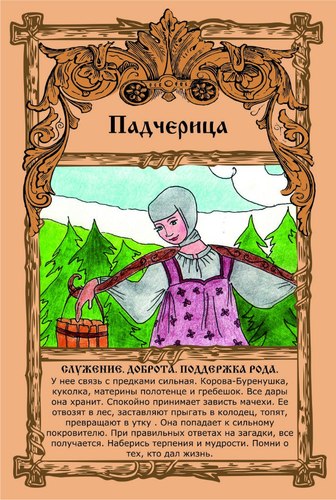 Падчерица
СЛУЖЕНИЕ. ДОБРОТА. ПОДДЕРЖКА РОДА.
У нее связь с предками сильная. Корова-Буренушка,
куколка, материны полотенце и гребешок. Все дары
она хранит. Спокойно принимает зависть мачехи. Ее
отвозят в лес, заставляют прыгать в колодец, топят,
превращают в утку . Она попадает к сильному
покровителю. При правильных ответах на загадки, все
получается. Наберись терпения и мудрости. Помни о
тех, кто дал жизнь.